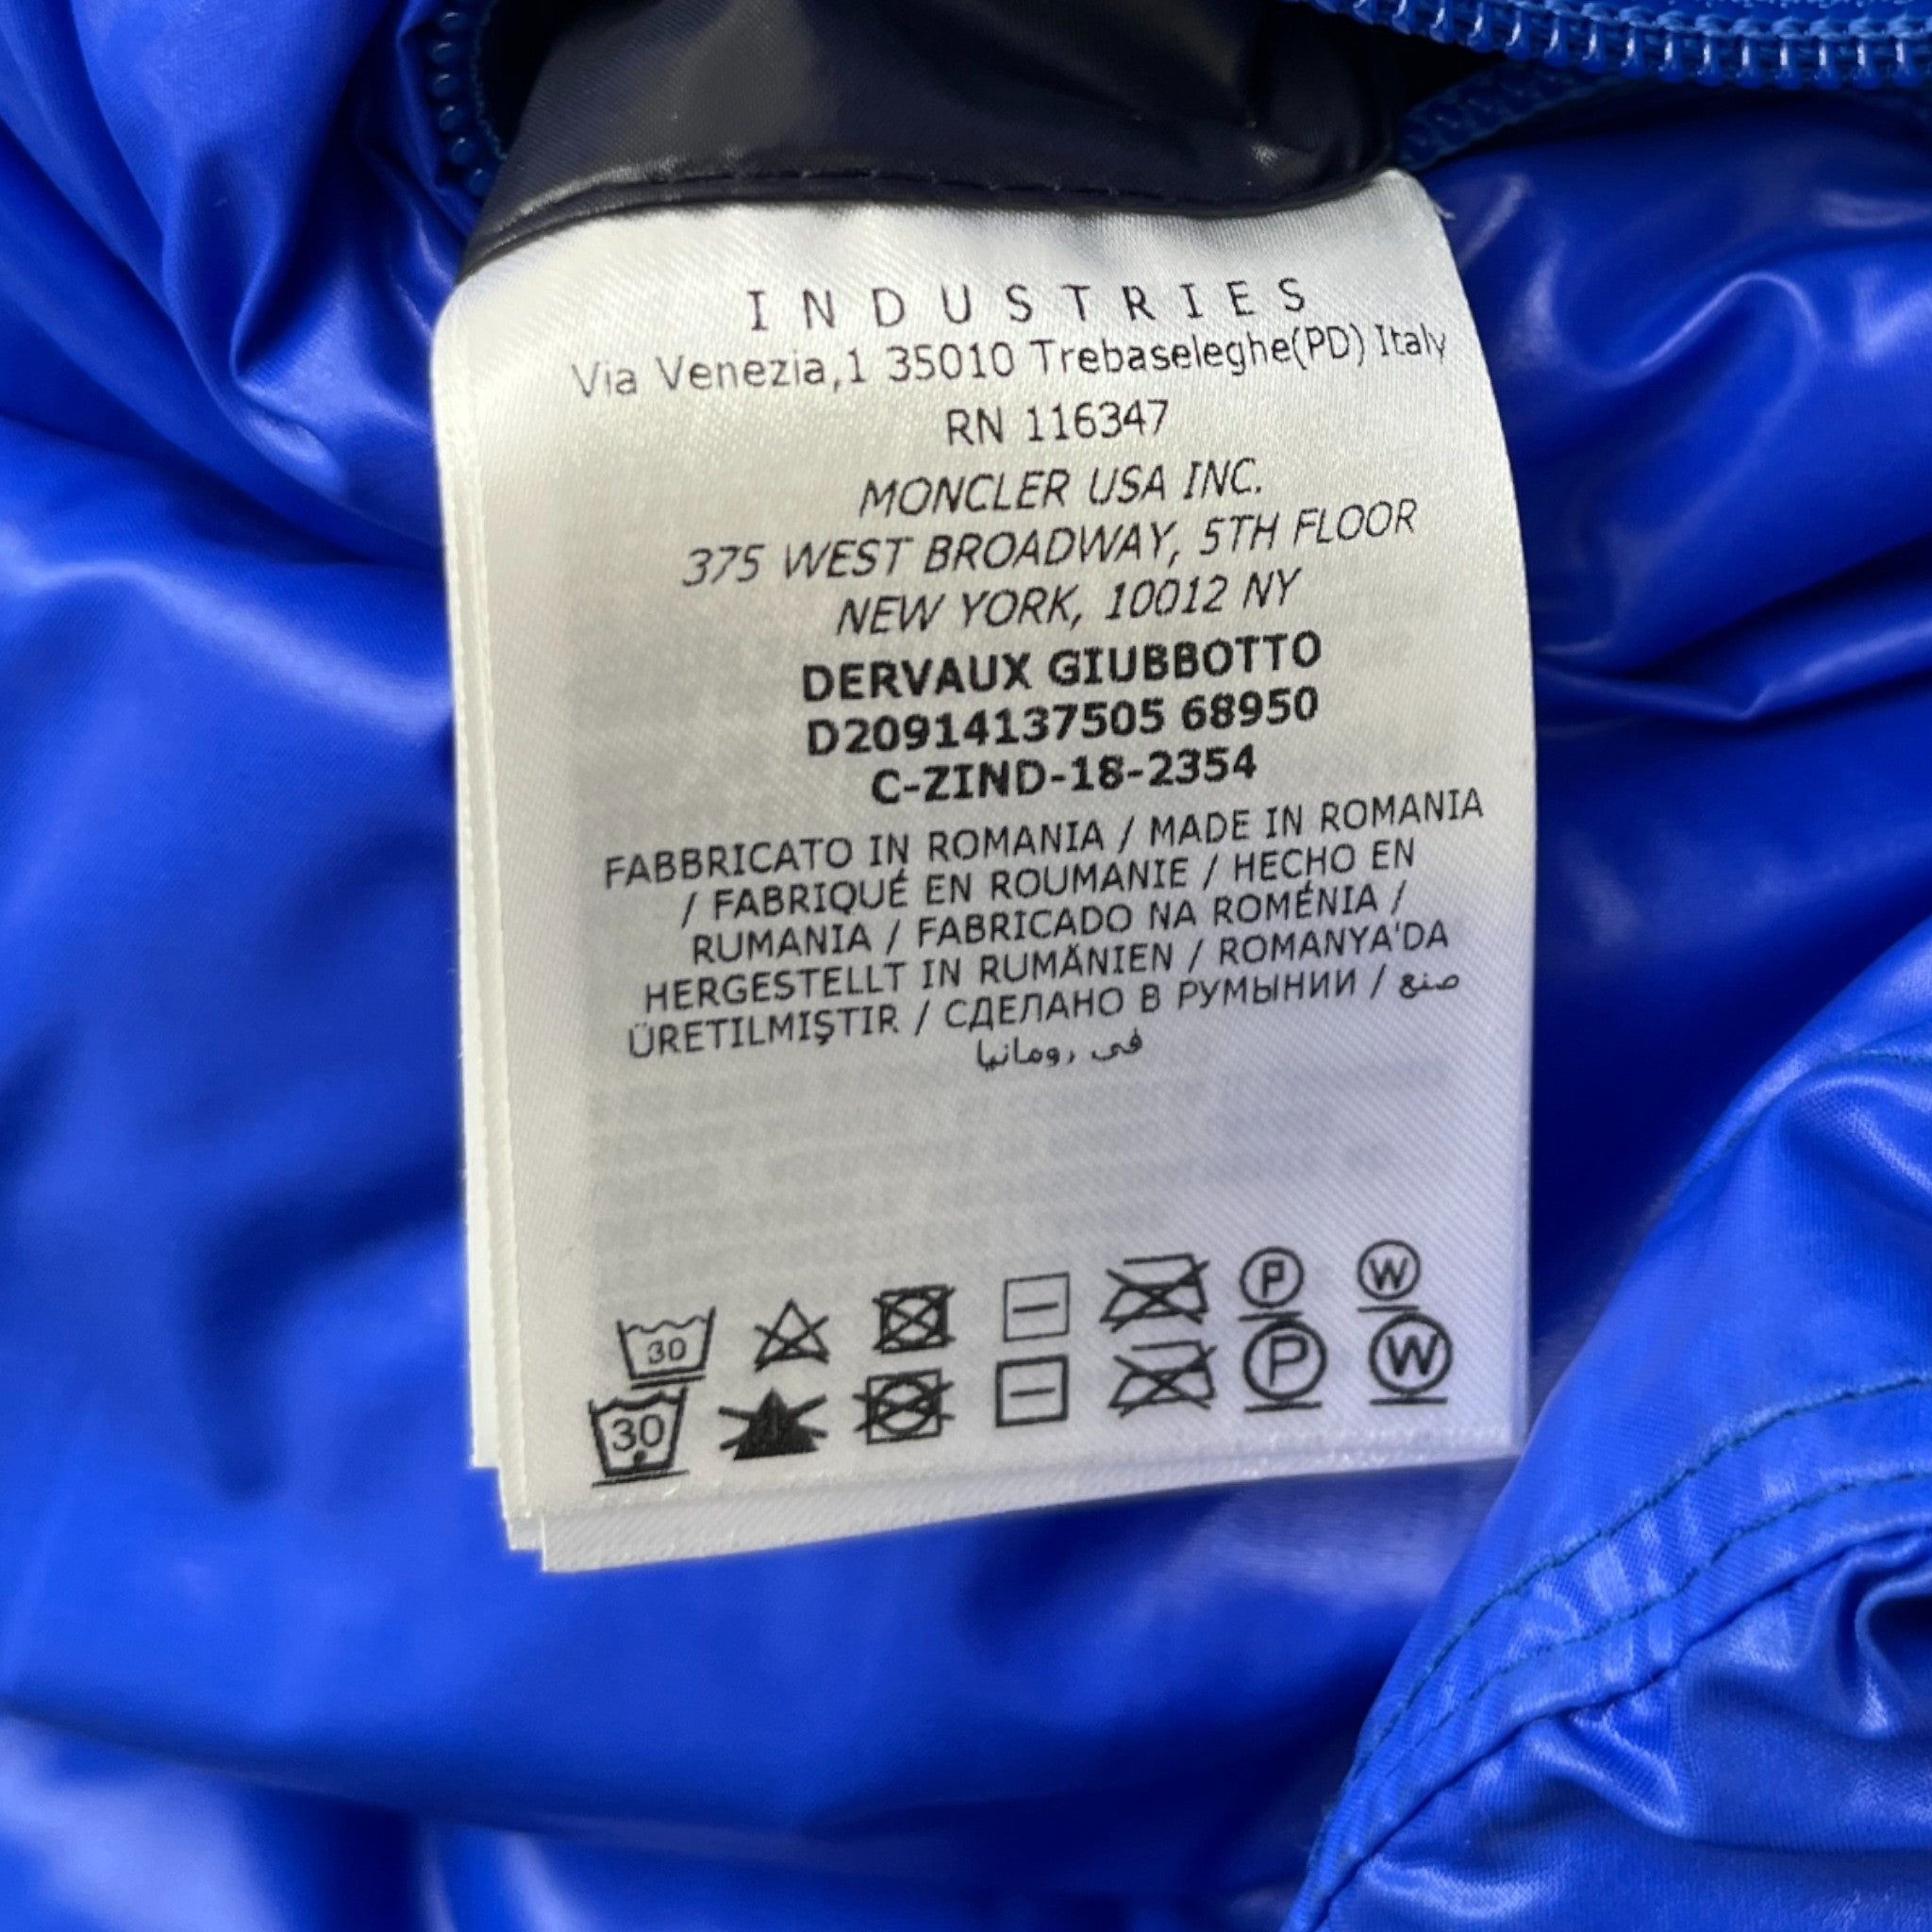 INDUSTRIES
Via Venezia,1 35010 Trebaseleghe(PD) Italy
RN 116347
MONCLER USA INC.
375 WEST BROADWAY, 5TH FLOOR
NEW YORK, 10012 NY
DERVAUX GIUBBOTTO
D20914137505 68950
C-ZIND-18-2354
FABBRICATO IN ROMANIA / MADE IN ROMANIA
/ FABRIQUÉ EN ROUMANIE / HECHO EN
RUMANIA / FABRICADO NA ROMÉNIA /
HERGESTELLT IN RUMÄNIEN / ROMANYA'DA
ÜRETILMIŞTIR / СДЕЛАНО В РУМЫНИИ / صنع
في رومانيا
30 P W
30 P W